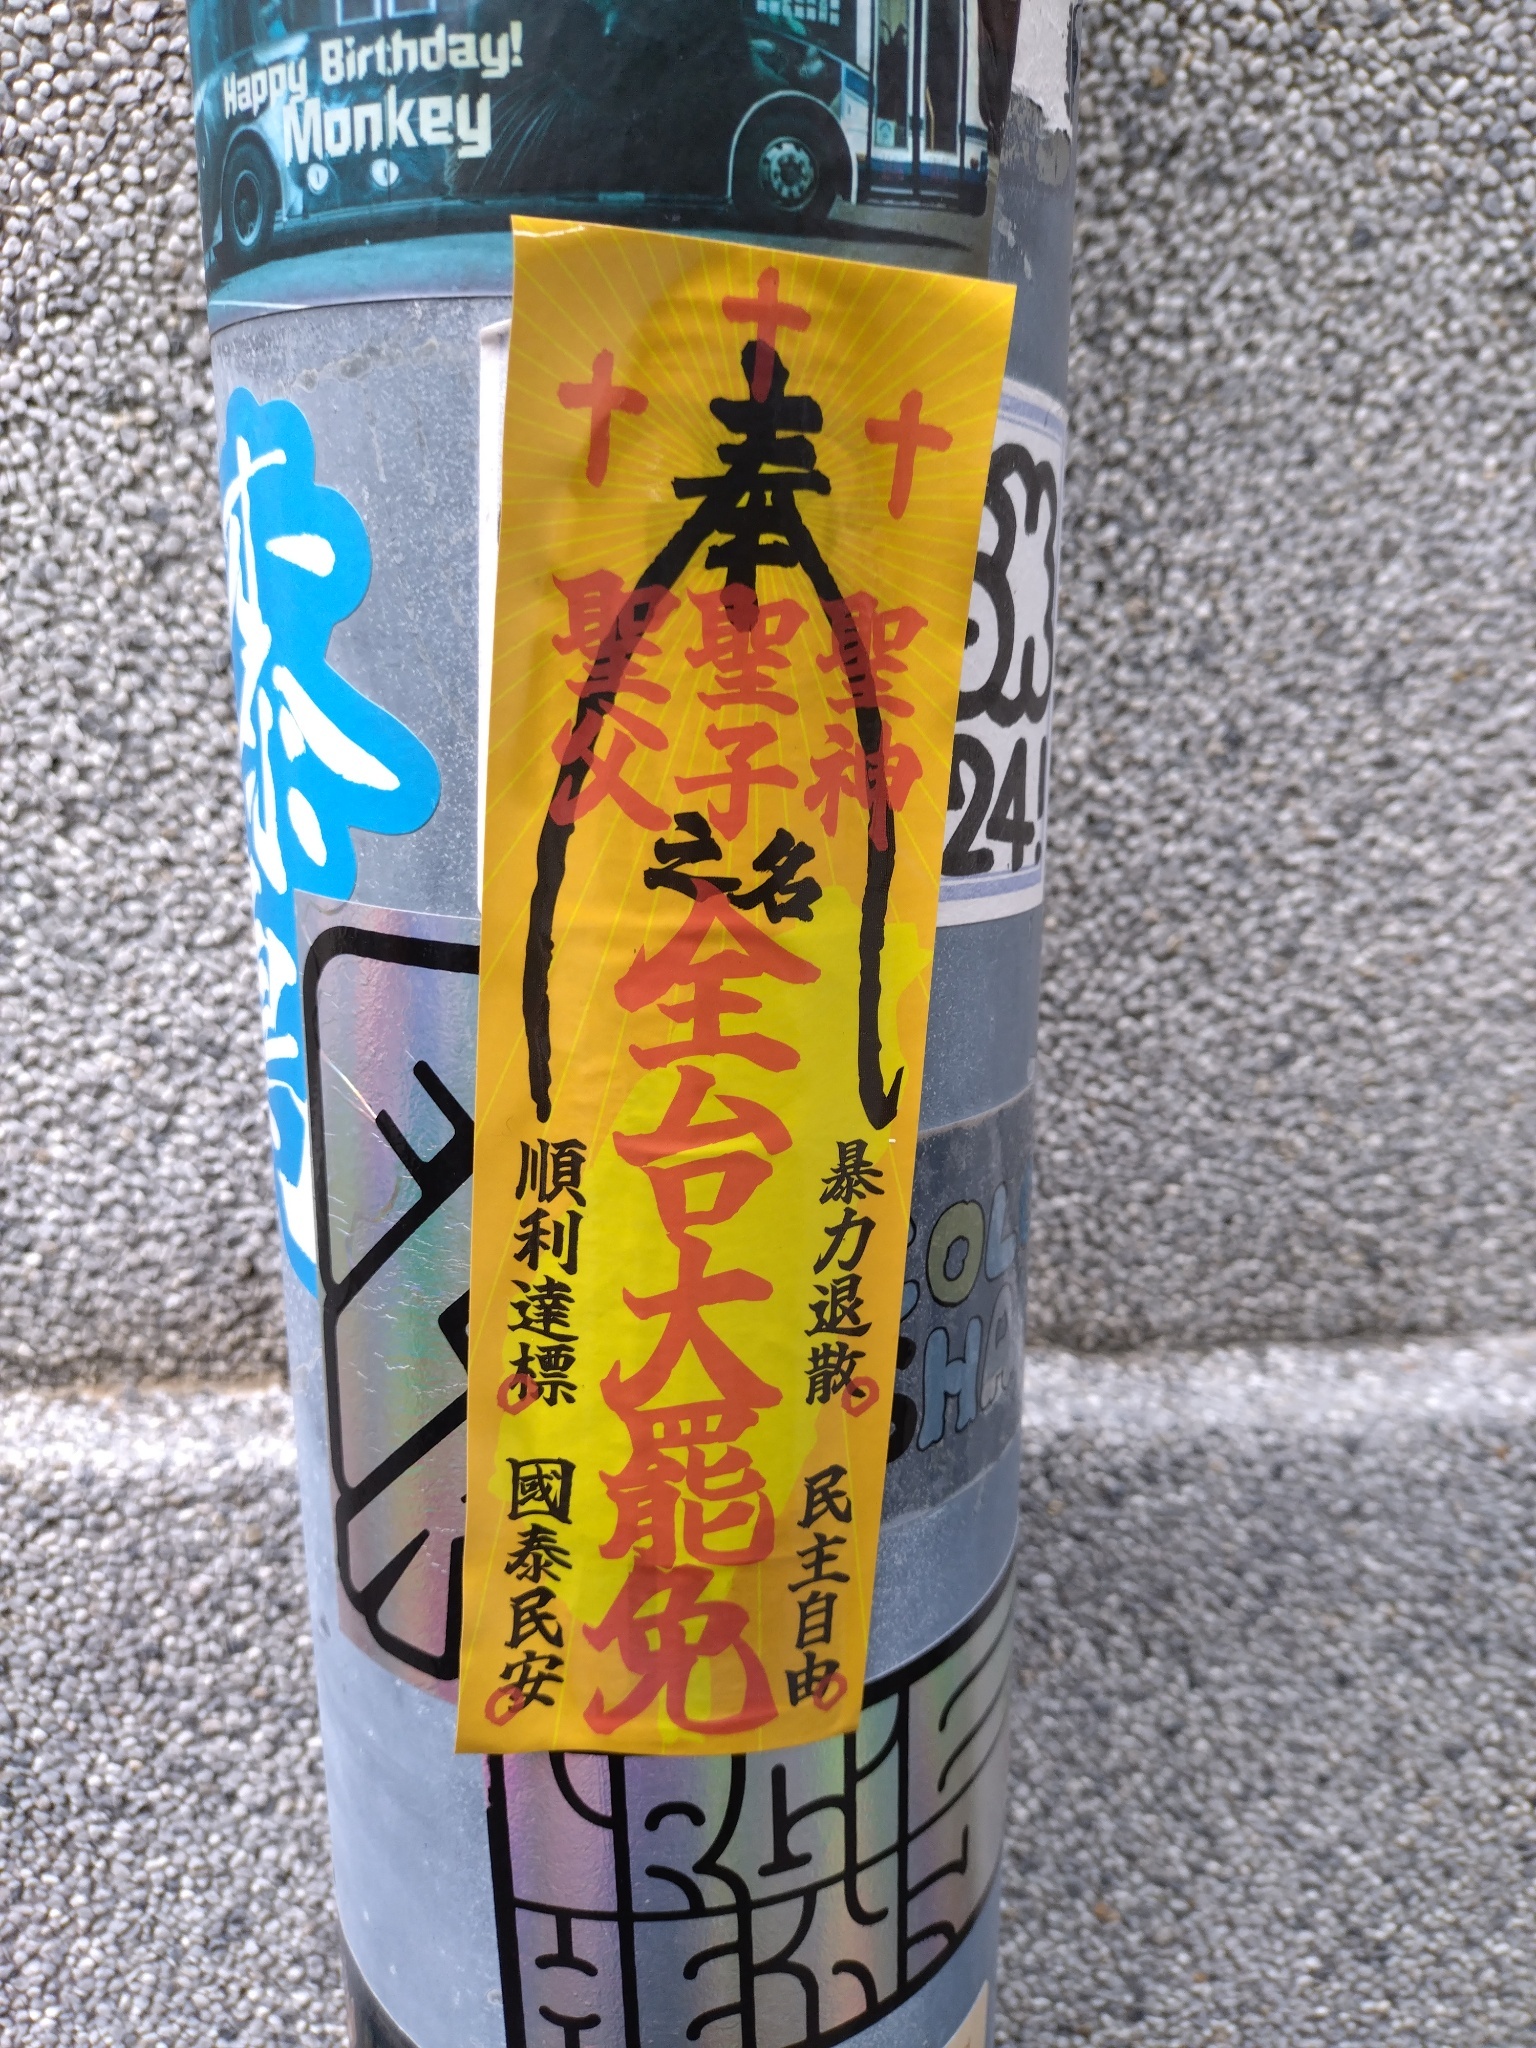 Happy Birthday!
Monkey
奉
聖父聖子聖神
之名
全台大罷免
暴力退散
民主自由
順利達標
國泰民安
24!